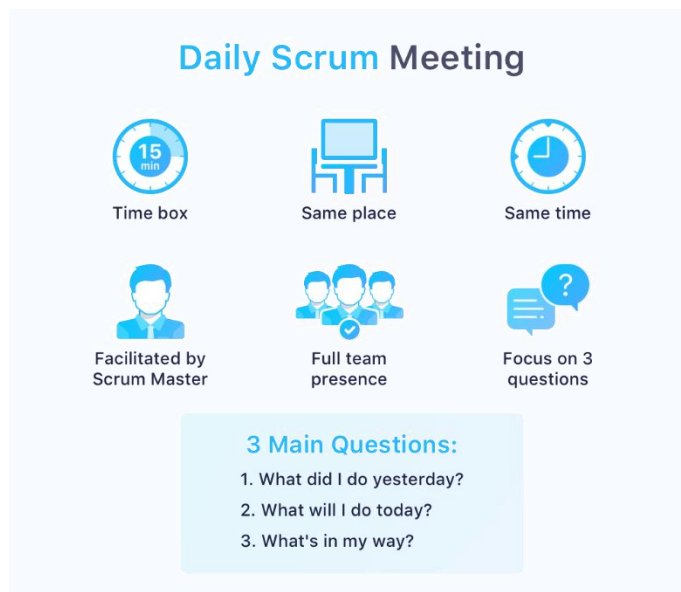 Daily Scrum Meeting
15
min
Time box
Same place
Same time
?
Facilitated by
Scrum Master
Full team
presence
Focus on 3
questions
3 Main Questions:
1. What did I do yesterday?
2. What will I do today?
3. What's in my way?